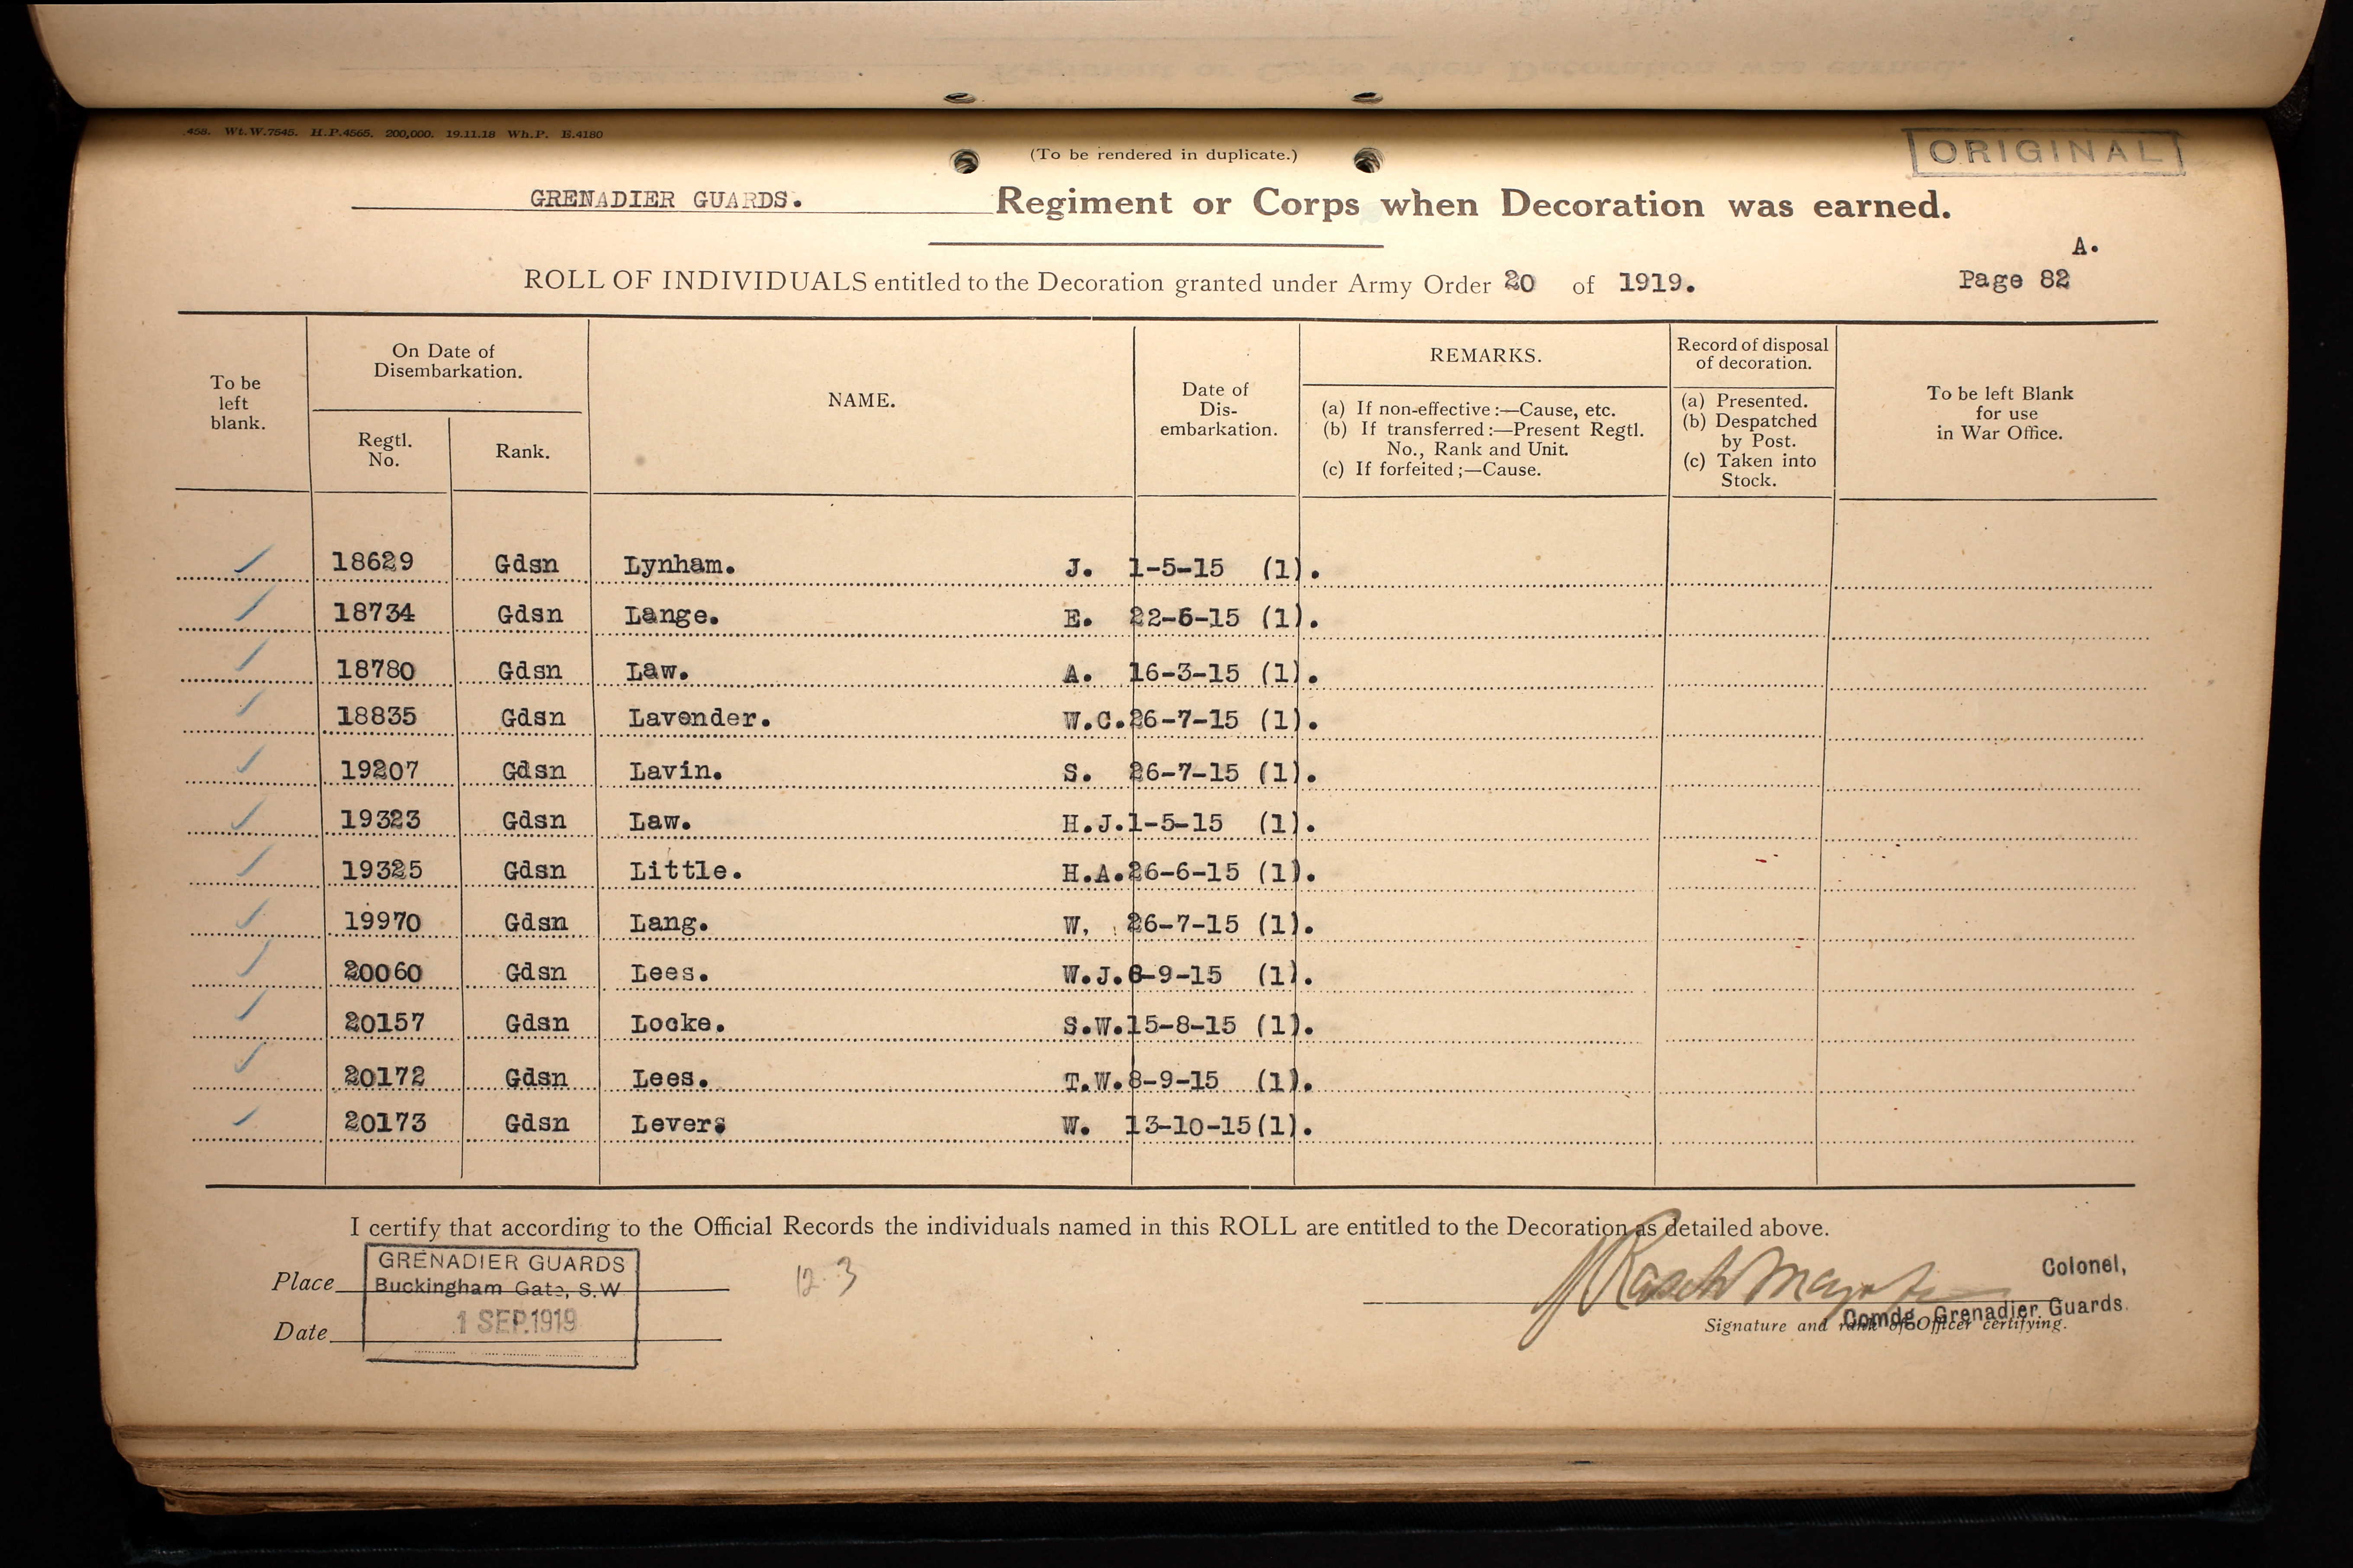 458. Wt.W.7545. H.P.4565. 200,000. 19.11.18 Wh.P. E.4180
(To be rendered in duplicate.)
ORIGINAL
GRENADIER GUARDS. Regiment or Corps when Decoration was earned.
A.
ROLL OF INDIVIDUALS entitled to the Decoration granted under Army Order 20 of 1919. Page 82
To be left blank.
On Date of Disembarkation.
Regtl. No.
Rank.
NAME.
Date of Dis-embarkation.
REMARKS.
(a) If non-effective:—Cause, etc.
(b) If transferred:—Present Regtl. No., Rank and Unit.
(c) If forfeited;—Cause.
Record of disposal of decoration.
(a) Presented.
(b) Despatched by Post.
(c) Taken into Stock.
To be left Blank for use in War Office.
18629 Gdsn Lynham. J. 1-5-15 (1).
18734 Gdsn Lange. E. 22-6-15 (1).
18780 Gdsn Law. A. 16-3-15 (1).
18835 Gdsn Lavender. W.C. 26-7-15 (1).
19207 Gdsn Lavin. S. 26-7-15 (1).
19323 Gdsn Law. H.J. 1-5-15 (1).
19325 Gdsn Little. H.A. 26-6-15 (1).
19970 Gdsn Lang. W. 26-7-15 (1).
20060 Gdsn Lees. W.J. -9-15 (1).
20157 Gdsn Locke. S.W. 15-8-15 (1).
20172 Gdsn Lees. T.W. 8-9-15 (1).
20173 Gdsn Levers W. 13-10-15 (1).
I certify that according to the Official Records the individuals named in this ROLL are entitled to the Decoration as detailed above.
GRENADIER GUARDS
Place Buckingham Gate, S.W
Date 1 SEP.1919
12.3
Colonel,
Comdg. Grenadier Guards.
Signature and rank of Officer certifying.